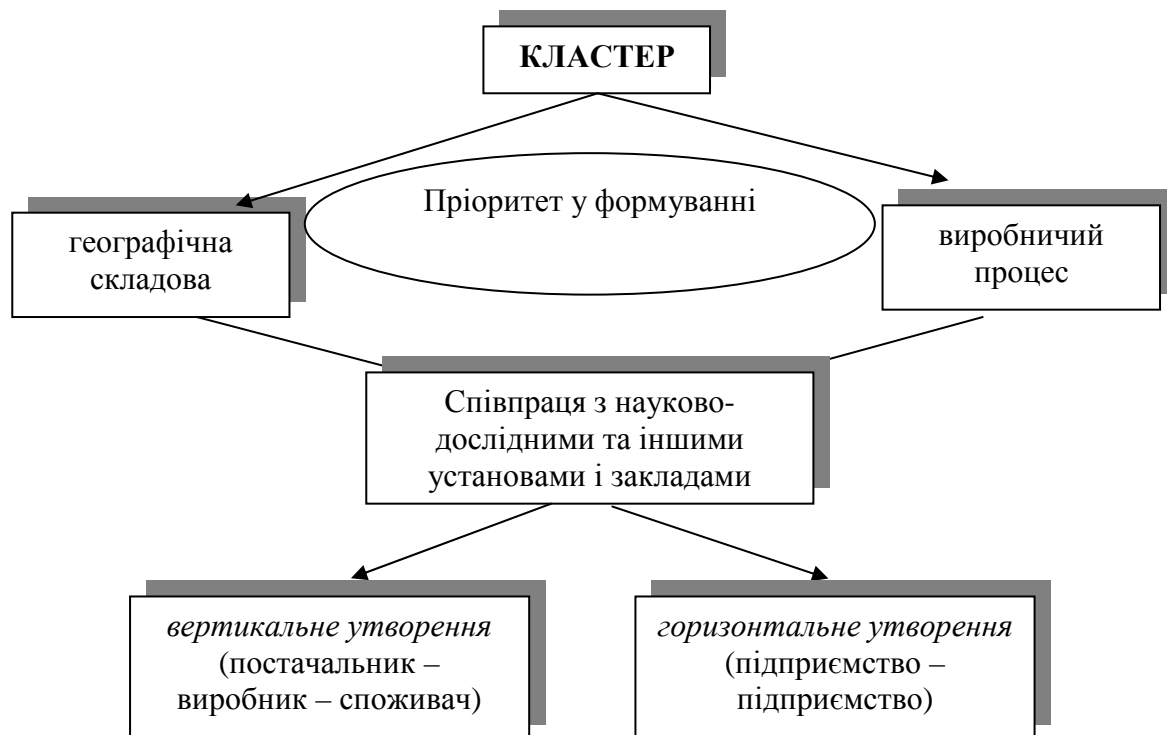 КЛАСТЕР
Пріоритет у формуванні
географічна
складова
виробничий
процес
Співпраця з науково-
дослідними та іншими
установами і закладами
вертикальне утворення
(постачальник –
виробник – споживач)
горизонтальне утворення
(підприємство –
підприємство)